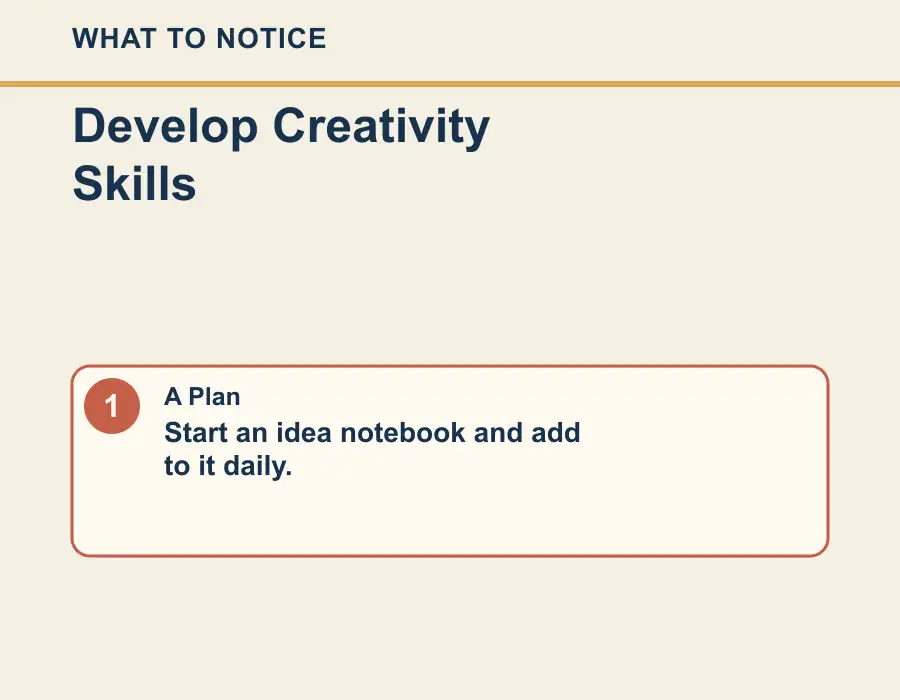 WHAT TO NOTICE
Develop Creativity
Skills
1
A Plan
Start an idea notebook and add
to it daily.